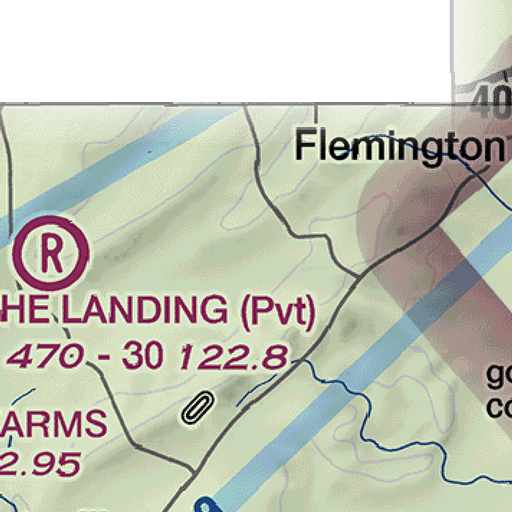 40
Flemington
R
HE LANDING (Pvt)
470 - 30 122.8
go
co
ARMS
2.95